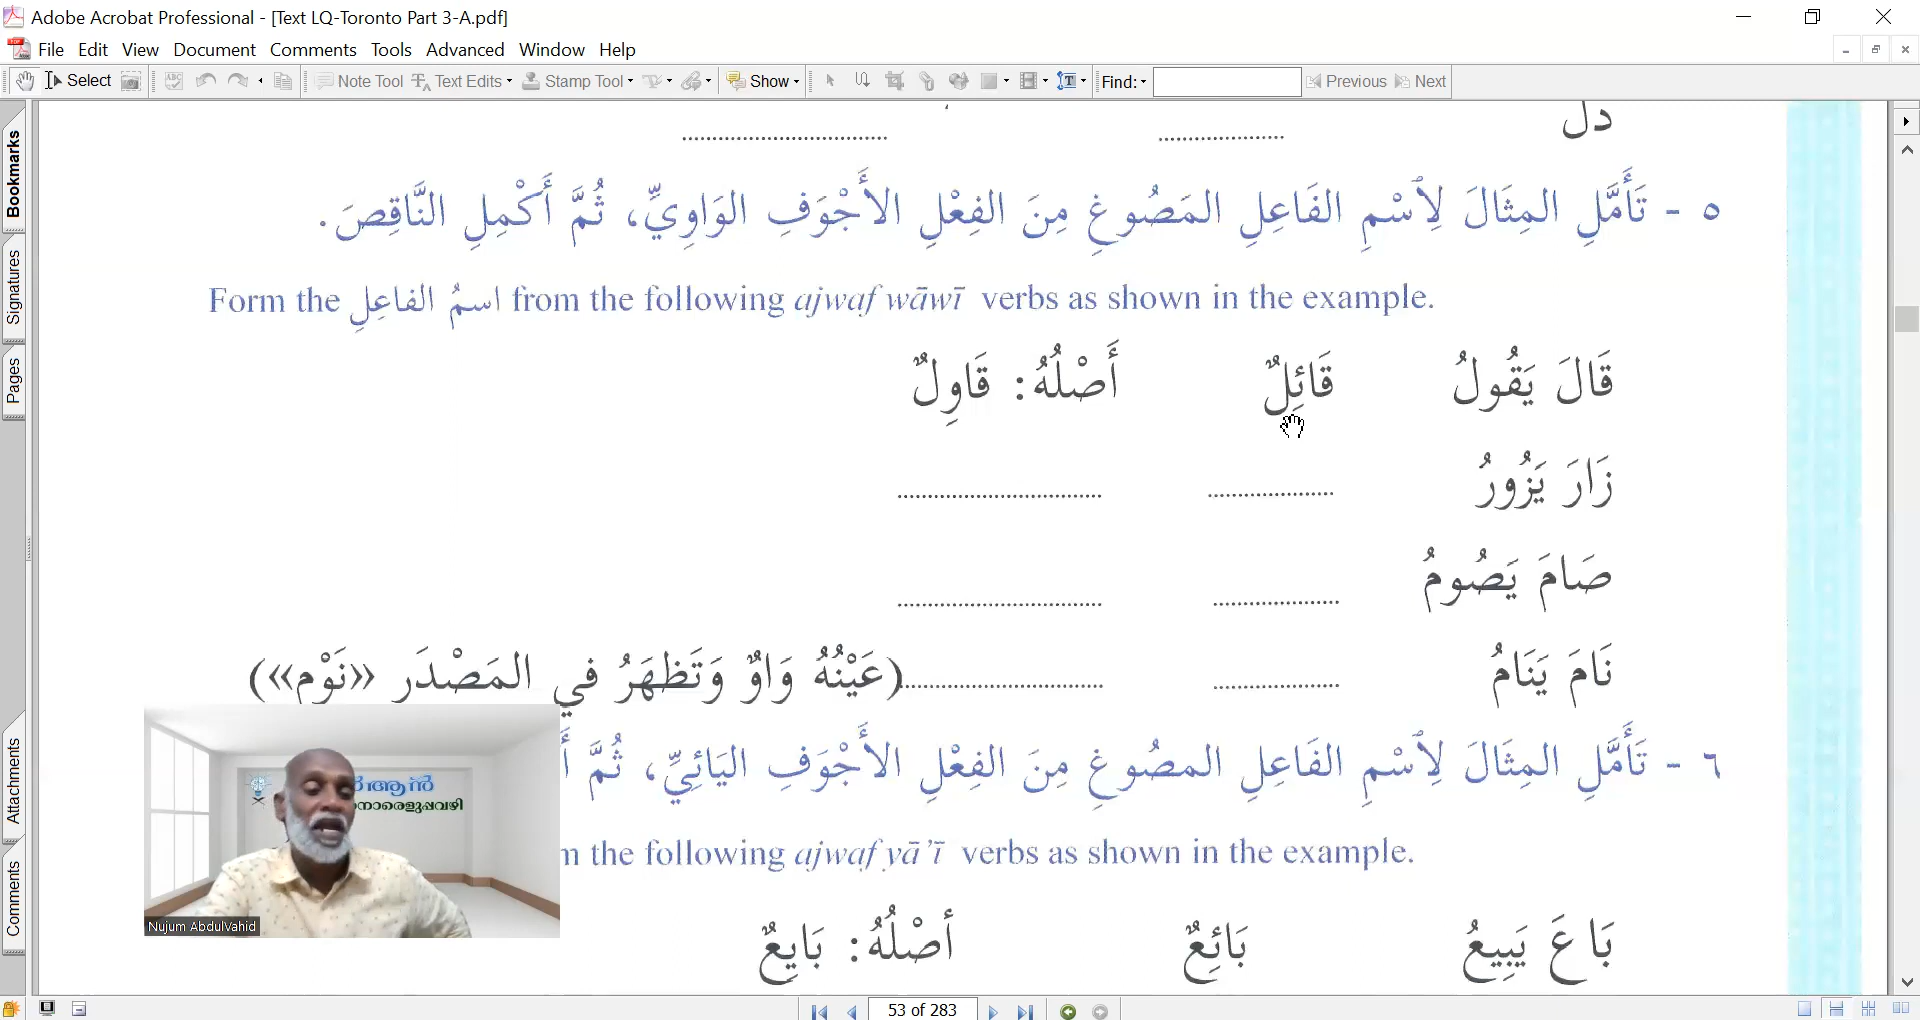 Adobe Acrobat Professional - [Text LQ-Toronto Part 3-A.pdf]
File Edit View Document Comments Tools Advanced Window Help
Select Note Tool Text Edits Stamp Tool Show Find: Previous Next
Bookmarks
Signatures
Pages
Attachments
Comments
دل
.................... ....................
٥ - تَأَمَّلِ المِثَالَ لِٱسْمِ الفَاعِلِ المَصُوغِ مِنَ الفِعْلِ الأَجْوَفِ الوَاوِيِّ، ثُمَّ أَكْمِلِ النَّاقِصَ.
Form the اسمُ الفاعِلِ from the following ajwaf wāwī verbs as shown in the example.
قَالَ يَقُولُ قَائِلٌ أَصْلُهُ: قَاوِلٌ
زَارَ يَزُورُ .................... ....................
صَامَ يَصُومُ .................... ....................
نَامَ يَنَامُ .................... .................... (عَيْنُهُ وَاوٌ وَتَظهَرُ في المَصْدَر «نَوْم»)
٦ - تَأَمَّلِ المِثَالَ لِٱسْمِ الفَاعِلِ المصُوغِ مِنَ الفِعْلِ الأَجْوَفِ اليَائِيِّ، ثُمَّ أَ
the following ajwaf yā’ī verbs as shown in the example.
بَاعَ يَبِيعُ بَائِعٌ أَصْلُهُ: بَايِعٌ
Nujum AbdulVahid
53 of 283